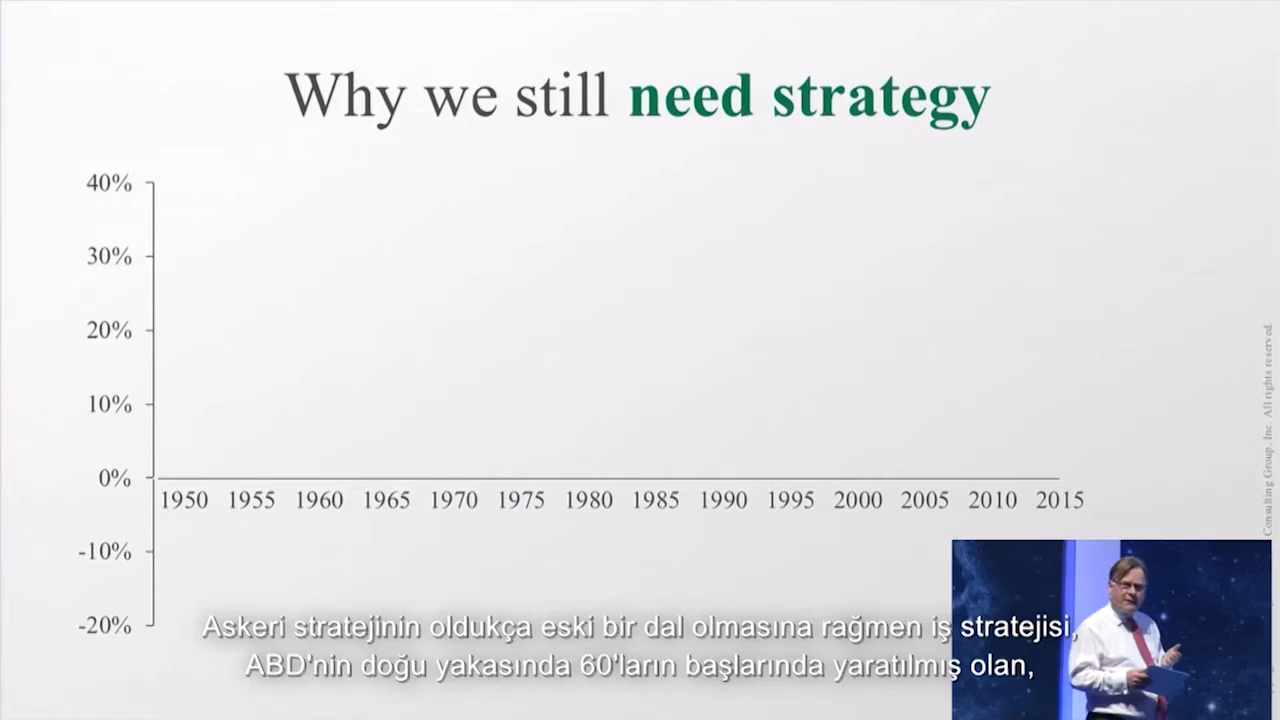 Why we still need strategy
40%
30%
20%
10%
0%
1950 1955 1960 1965 1970 1975 1980 1985 1990 1995 2000 2005 2010 2015
-10%
-20%
Consulting Group, Inc. All rights reserved.
Askeri stratejinin oldukça eski bir dal olmasına rağmen iş stratejisi,
ABD'nin doğu yakasında 60'ların başlarında yaratılmış olan,